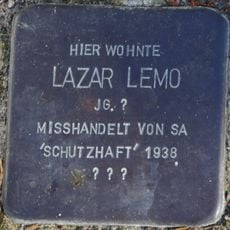 HIER WOHNTE
LAZAR LEMO
JG. ?
MISSHANDELT VON SA
'SCHUTZHAFT' 1938
? ? ?